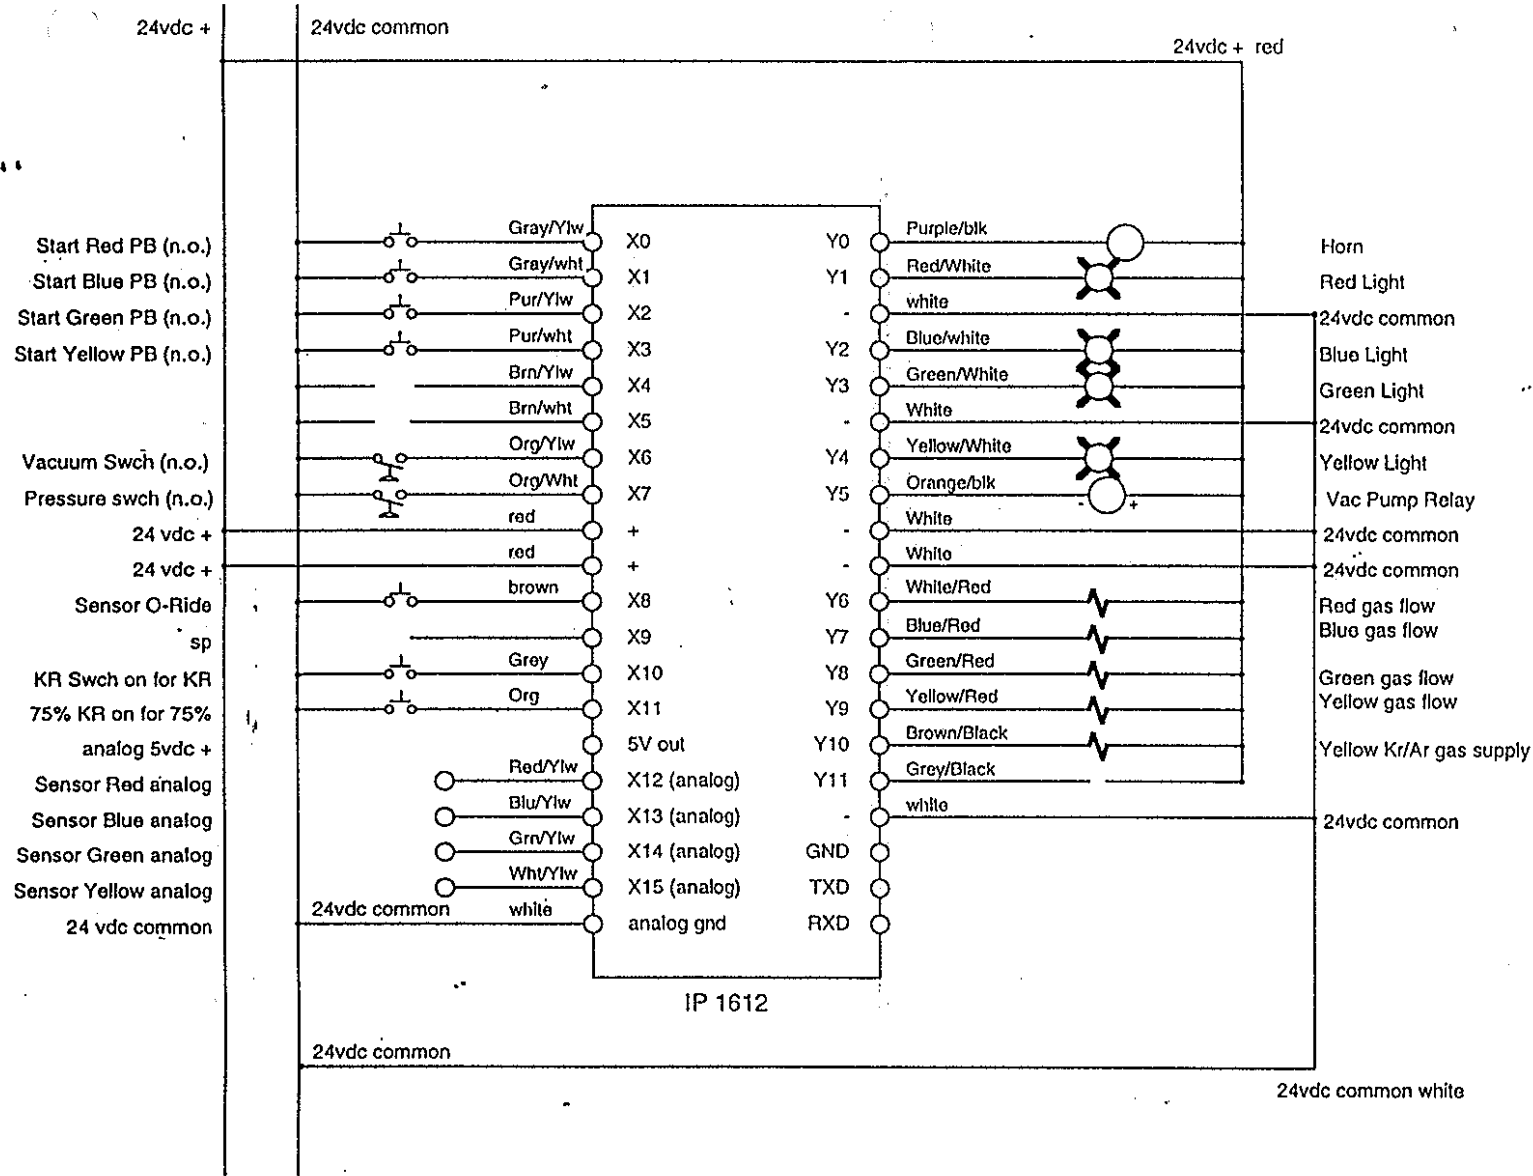 24vdc +
24vdc common
24vdc + red
Start Red PB (n.o.)
Gray/Ylw
X0
Y0
Purple/blk
Horn
Start Blue PB (n.o.)
Gray/wht
X1
Y1
Red/White
Red Light
Start Green PB (n.o.)
Pur/Ylw
X2
-
white
24vdc common
Start Yellow PB (n.o.)
Pur/wht
X3
Y2
Blue/white
Blue Light
Brn/Ylw
X4
Y3
Green/White
Green Light
Brn/wht
X5
-
White
24vdc common
Vacuum Swch (n.o.)
Org/Ylw
X6
Y4
Yellow/White
Yellow Light
Pressure swch (n.o.)
Org/Wht
X7
Y5
Orange/blk
- +
Vac Pump Relay
24 vdc +
red
+
-
White
24vdc common
24 vdc +
red
+
-
White
24vdc common
Sensor O-Ride
brown
X8
Y6
White/Red
Red gas flow
sp
X9
Y7
Blue/Red
Blue gas flow
KR Swch on for KR
Grey
X10
Y8
Green/Red
Green gas flow
75% KR on for 75%
Org
X11
Y9
Yellow/Red
Yellow gas flow
analog 5vdc +
5V out
Y10
Brown/Black
Yellow Kr/Ar gas supply
Sensor Red analog
Red/Ylw
X12 (analog)
Y11
Grey/Black
Sensor Blue analog
Blu/Ylw
X13 (analog)
-
white
24vdc common
Sensor Green analog
Grn/Ylw
X14 (analog)
GND
Sensor Yellow analog
Wht/Ylw
X15 (analog)
TXD
24 vdc common
24vdc common
white
analog gnd
RXD
IP 1612
24vdc common
24vdc common white